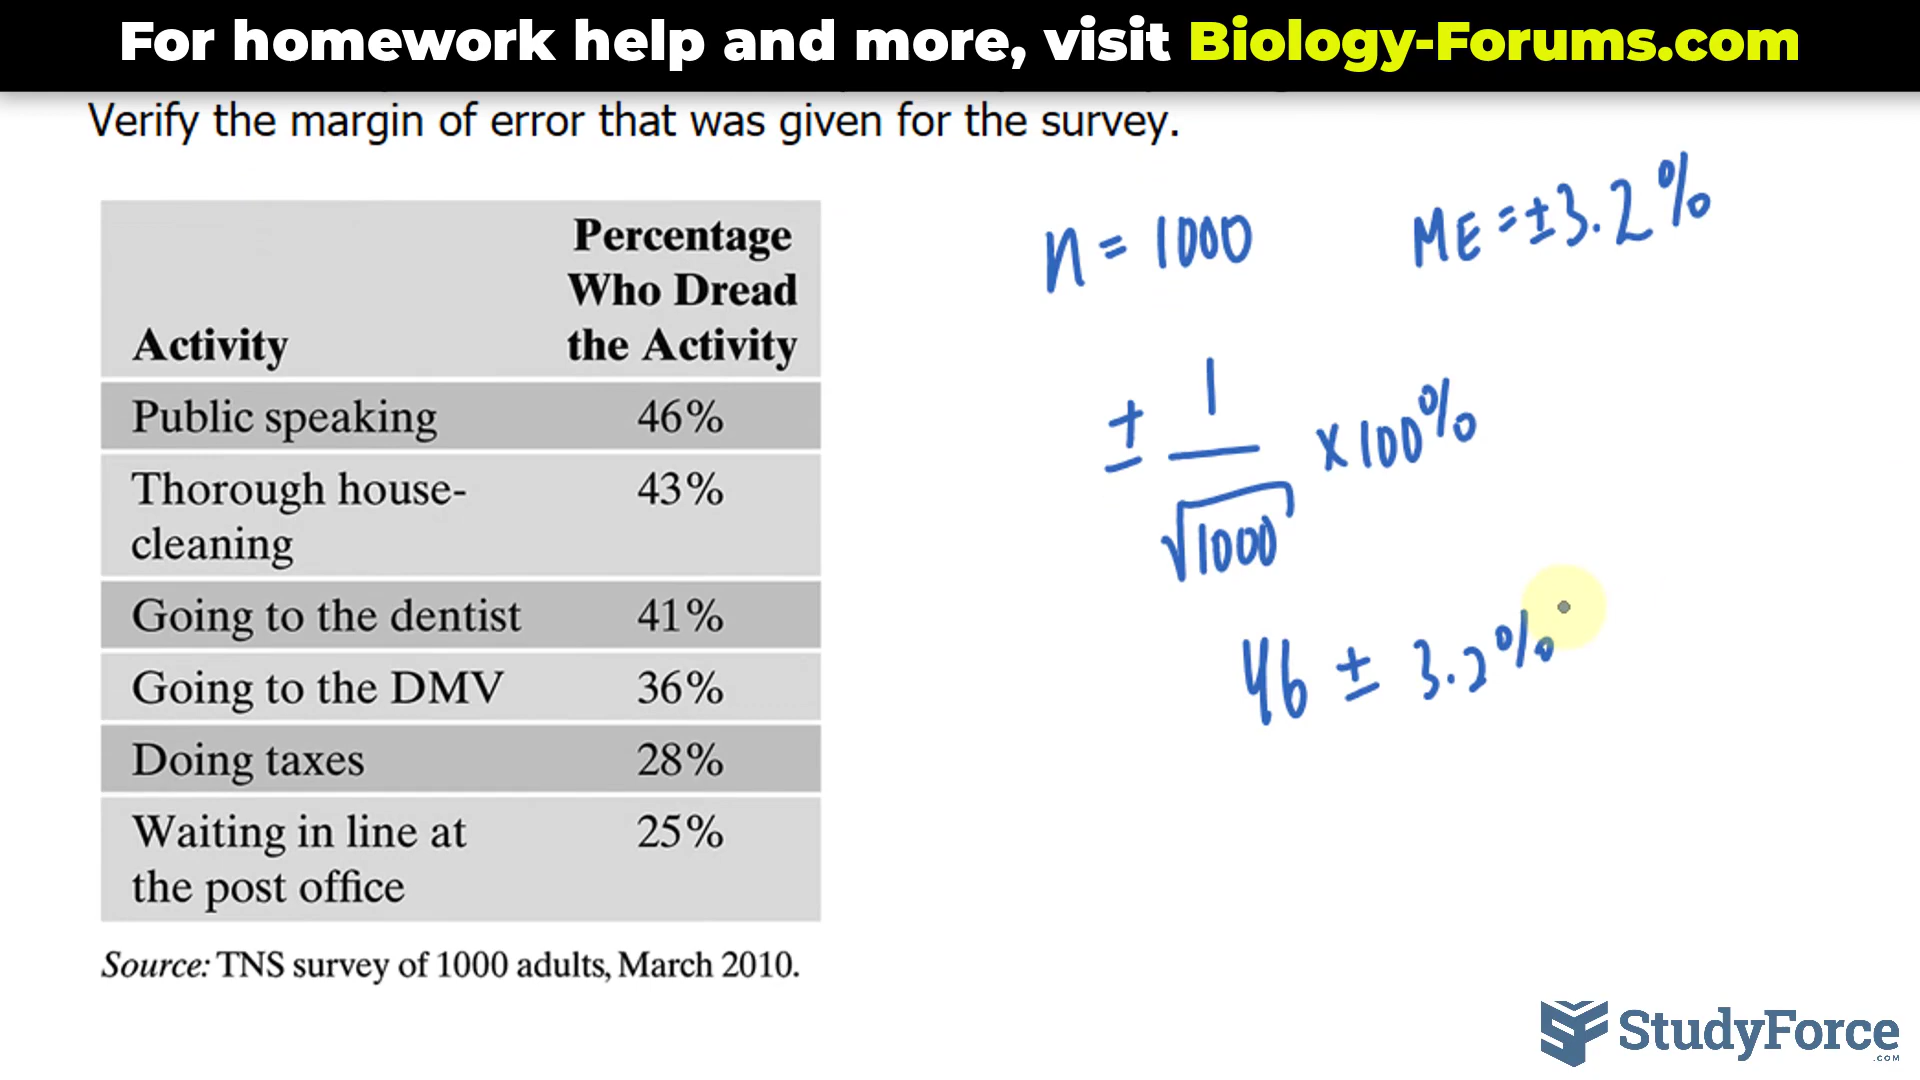 For homework help and more, visit Biology-Forums.com
Verify the margin of error that was given for the survey.
Activity Percentage Who Dread the Activity
Public speaking 46%
Thorough house-
cleaning 43%
Going to the dentist 41%
Going to the DMV 36%
Doing taxes 28%
Waiting in line at
the post office 25%
Source: TNS survey of 1000 adults, March 2010.
n = 1000 ME = ±3.2%
± 1/√1000 x 100%
46 ± 3.2%
StudyForce
.COM